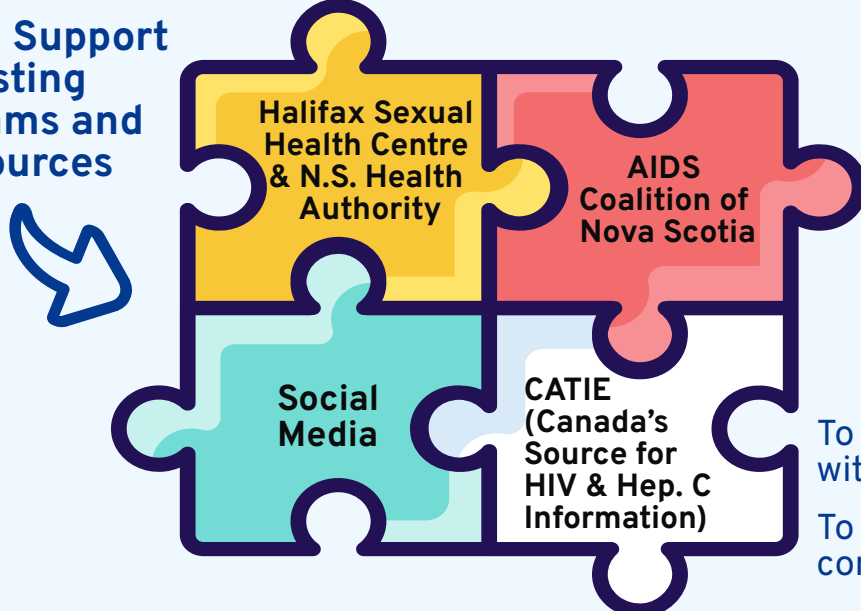 Support
sting
ms and
ources
Halifax Sexual
Health Centre
& N.S. Health
Authority
AIDS
Coalition of
Nova Scotia
Social
Media
CATIE
(Canada's
Source for
HIV & Hep. C
Information)
To
wit
To
con